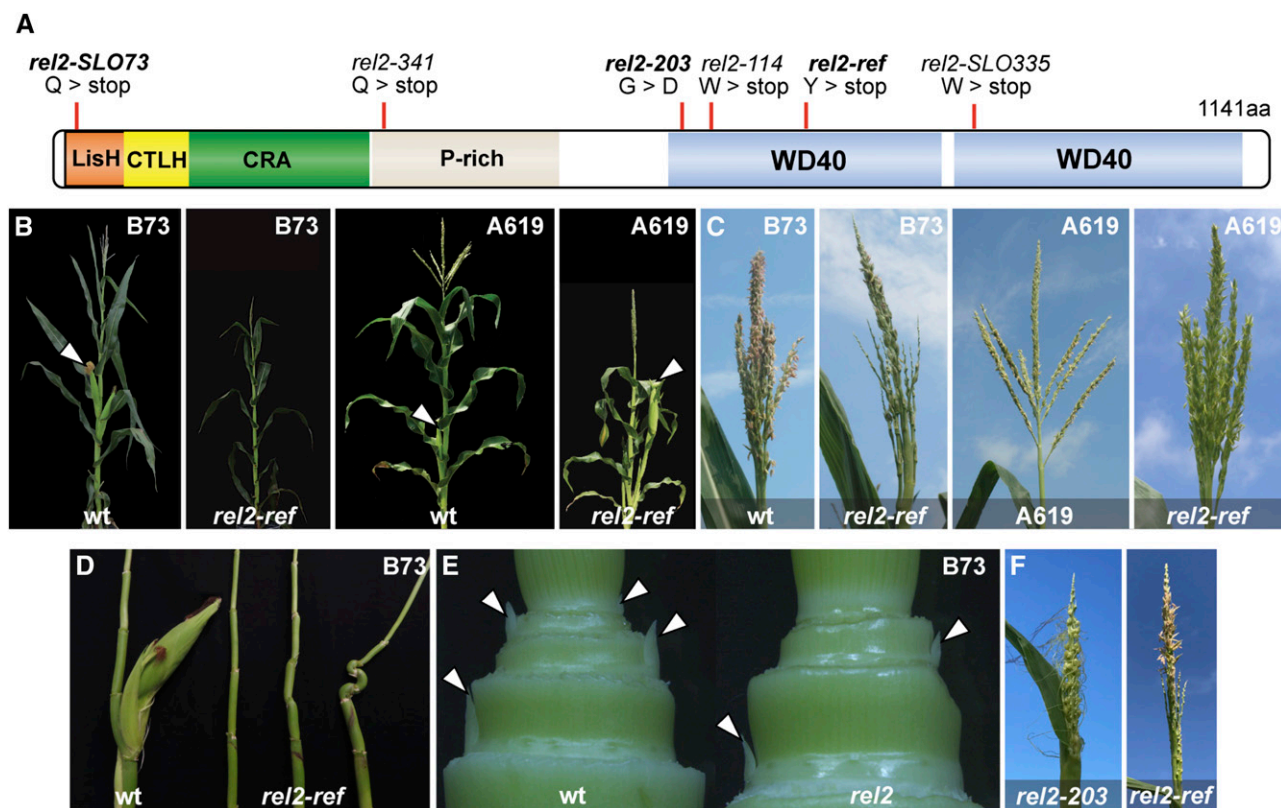 A
rel2-SLO73 rel2-341 rel2-203 rel2-114 rel2-ref rel2-SLO335
Q > stop Q > stop G > D W > stop Y > stop W > stop 1141aa
LisH CTLH CRA P-rich WD40 WD40
B B73 B73 A619 A619 C B73 B73 A619 A619
wt rel2-ref wt rel2-ref wt rel2-ref A619 rel2-ref
D B73 E B73 F
wt rel2-ref wt rel2 rel2-203 rel2-ref